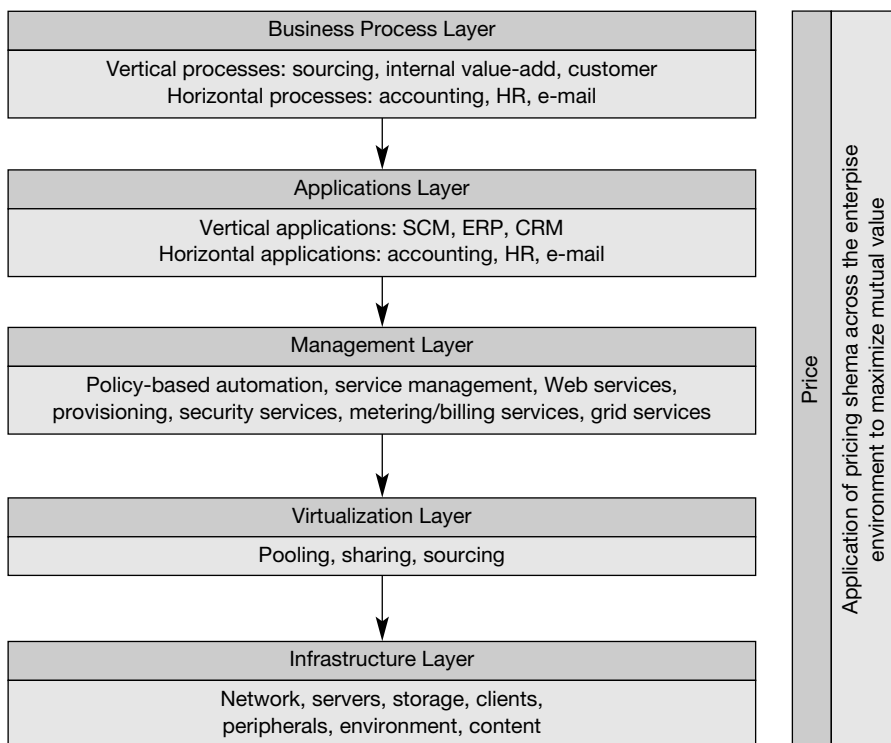 Business Process Layer
Vertical processes: sourcing, internal value-add, customer
Horizontal processes: accounting, HR, e-mail
Applications Layer
Vertical applications: SCM, ERP, CRM
Horizontal applications: accounting, HR, e-mail
Management Layer
Policy-based automation, service management, Web services,
provisioning, security services, metering/billing services, grid services
Virtualization Layer
Pooling, sharing, sourcing
Infrastructure Layer
Network, servers, storage, clients,
peripherals, environment, content
Price
Application of pricing shema across the enterpise
environment to maximize mutual value